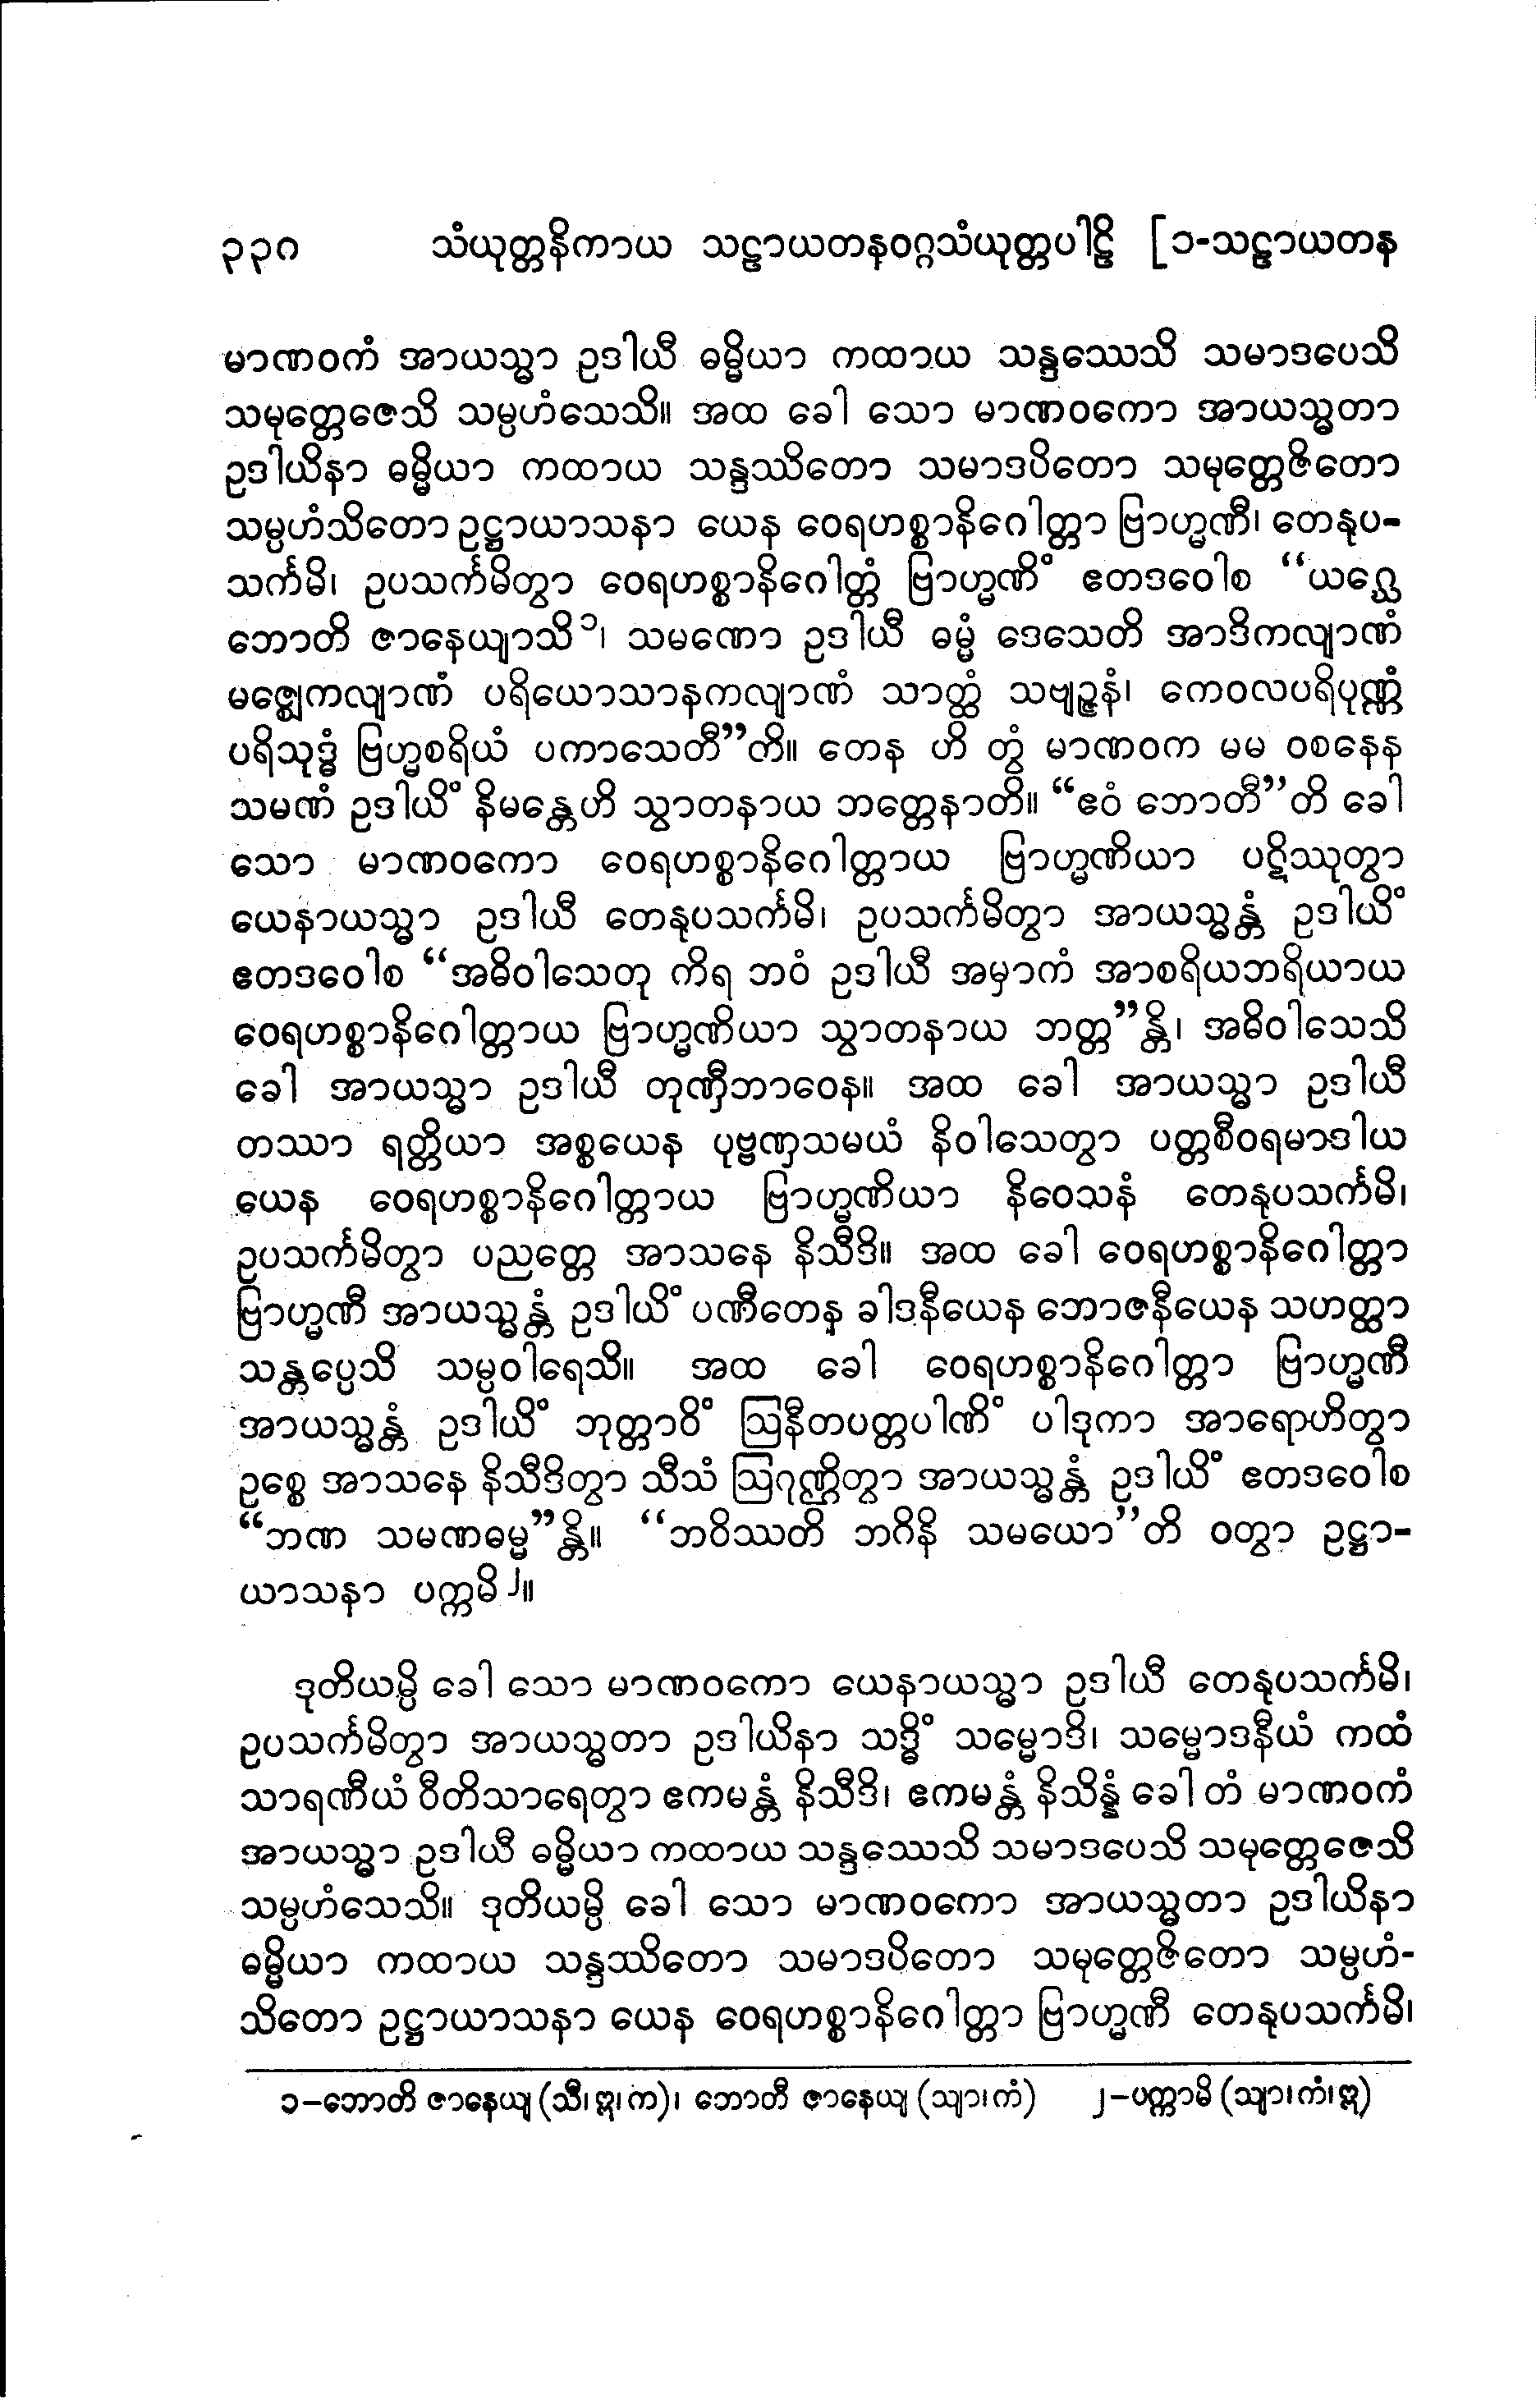 ၃၃၈ သံယုတ္တနိကာယ သဠာယတနဝဂ္ဂသံယုတ္တပါဠိ [၁-သဠာယတန
မာဏဝကံ အာယသ္မာ ဥဒါယီ ဓမ္မိယာ ကထာယ သန္ဒဿေသိ သမာဒပေသိ
သမုတ္တေဇေသိ သမ္ပဟံသေသိ။ အထ ခေါ သော မာဏဝကော အာယသ္မတာ
ဥဒါယိနာ ဓမ္မိယာ ကထာယ သန္ဒဿိတော သမာဒပိတော သမုတ္တေဇိတော
သမ္ပဟံသိတော ဥဋ္ဌာယာသနာ ယေန ဝေရဟစ္စာနိဂေါတ္တာ ဗြာဟ္မဏီ၊ တေနုပ-
သင်္ကမိ၊ ဥပသင်္ကမိတွာ ဝေရဟစ္စာနိဂေါတ္တံ ဗြာဟ္မဏိံ ဧတဒဝေါစ “ယဂ္ဃေ
ဘောတိ ဇာနေယျာသိ၁၊ သမဏော ဥဒါယီ ဓမ္မံ ဒေသေတိ အာဒိကလျာဏံ
မဇ္ဈေကလျာဏံ ပရိယောသာနကလျာဏံ သာတ္ထံ သဗျဉ္ဇနံ၊ ကေဝလပရိပုဏ္ဏံ
ပရိသုဒ္ဓံ ဗြဟ္မစရိယံ ပကာသေတီ”တိ။ တေန ဟိ တွံ မာဏဝက မမ ဝစနေန
သမဏံ ဥဒါယိံ နိမန္တေဟိ သွာတနာယ ဘတ္တေနာတိ။ “ဧဝံ ဘောတီ”တိ ခေါ
သော မာဏဝကော ဝေရဟစ္စာနိဂေါတ္တာယ ဗြာဟ္မဏိယာ ပဋိဿုတွာ
ယေနာယသ္မာ ဥဒါယီ တေနုပသင်္ကမိ၊ ဥပသင်္ကမိတွာ အာယသ္မန္တံ ဥဒါယိံ
ဧတဒဝေါစ “အဓိဝါသေတု ကိရ ဘဝံ ဥဒါယီ အမှာကံ အာစရိယဘရိယာယ
ဝေရဟစ္စာနိဂေါတ္တာယ ဗြာဟ္မဏိယာ သွာတနာယ ဘတ္တ”န္တိ၊ အဓိဝါသေသိ
ခေါ အာယသ္မာ ဥဒါယီ တုဏှီဘာဝေန။ အထ ခေါ အာယသ္မာ ဥဒါယီ
တဿာ ရတ္တိယာ အစ္စယေန ပုဗ္ဗဏှသမယံ နိဝါသေတွာ ပတ္တစီဝရမာဒါယ
ယေန ဝေရဟစ္စာနိဂေါတ္တာယ ဗြာဟ္မဏိယာ နိဝေသနံ တေနုပသင်္ကမိ၊
ဥပသင်္ကမိတွာ ပညတ္တေ အာသနေ နိသီဒိ။ အထ ခေါ ဝေရဟစ္စာနိဂေါတ္တာ
ဗြာဟ္မဏီ အာယသ္မန္တံ ဥဒါယိံ ပဏီတေန ခါဒနီယေန ဘောဇနီယေန သဟတ္ထာ
သန္တပ္ပေသိ သမ္ပဝါရေသိ။ အထ ခေါ ဝေရဟစ္စာနိဂေါတ္တာ ဗြာဟ္မဏီ
အာယသ္မန္တံ ဥဒါယိံ ဘုတ္တာဝိံ ဩနီတပတ္တပါဏိံ ပါဒုကာ အာရောဟိတွာ
ဥစ္စေ အာသနေ နိသီဒိတွာ သီသံ ဩဂုဏ္ဌိတွာ အာယသ္မန္တံ ဥဒါယိံ ဧတဒဝေါစ
“ဘဏ သမဏဓမ္မ”န္တိ။ “ဘဝိဿတိ ဘဂိနိ သမယော”တိ ဝတွာ ဥဋ္ဌာ-
ယာသနာ ပက္ကမိ၂။
ဒုတိယမ္ပိ ခေါ သော မာဏဝကော ယေနာယသ္မာ ဥဒါယီ တေနုပသင်္ကမိ၊
ဥပသင်္ကမိတွာ အာယသ္မတာ ဥဒါယိနာ သဒ္ဓိံ သမ္မောဒိ၊ သမ္မောဒနီယံ ကထံ
သာရဏီယံ ဝီတိသာရေတွာ ဧကမန္တံ နိသီဒိ၊ ဧကမန္တံ နိသိန္နံ ခေါ တံ မာဏဝကံ
အာယသ္မာ ဥဒါယီ ဓမ္မိယာ ကထာယ သန္ဒဿေသိ သမာဒပေသိ သမုတ္တေဇေသိ
သမ္ပဟံသေသိ။ ဒုတိယမ္ပိ ခေါ သော မာဏဝကော အာယသ္မတာ ဥဒါယိနာ
ဓမ္မိယာ ကထာယ သန္ဒဿိတော သမာဒပိတော သမုတ္တေဇိတော သမ္ပဟံ-
သိတော ဥဋ္ဌာယာသနာ ယေန ဝေရဟစ္စာနိဂေါတ္တာ ဗြာဟ္မဏီ တေနုပသင်္ကမိ၊
၁-ဘောတိ ဇာနေယျ (သီ၊ ဣ၊ က)၊ ဘောတီ ဇာနေယျ (သျာ၊ ကံ) ၂-ပက္ကာမိ (သျာ၊ ကံ၊ ဣ)